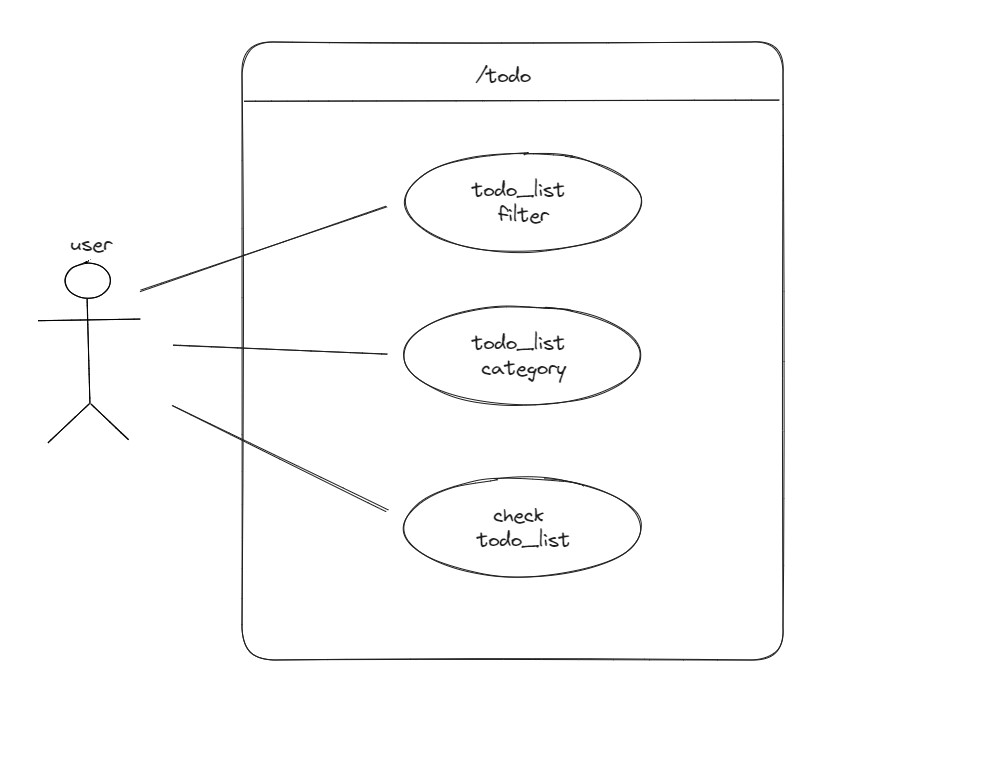 /todo
todo_list
filter
user
todo_list
category
check
todo_list